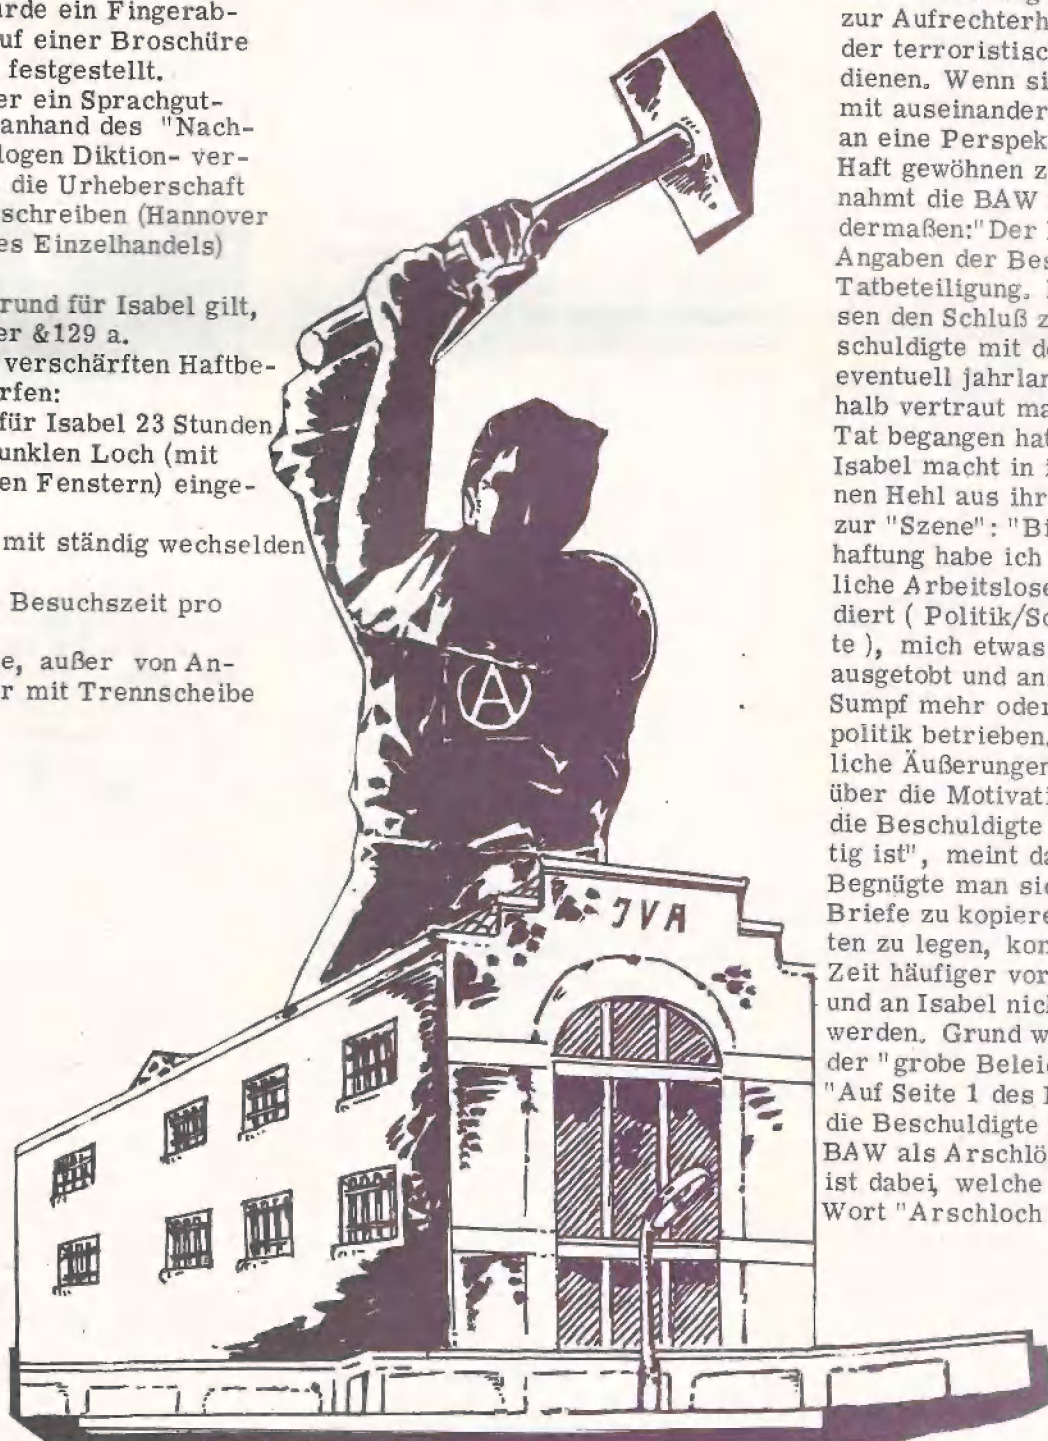 rde ein Fingerab-
uf einer Broschüre
festgestellt.
er ein Sprachgut-
anhand des "Nach-
logen Diktion- ver-
die Urheberschaft
schreiben (Hannover
es Einzelhandels)
rund für Isabel gilt,
er &129 a.
verschärften Haftbe-
rfen:
für Isabel 23 Stunden
unklen Loch (mit
en Fenstern) einge-
mit ständig wechselden
Besuchszeit pro
e, außer von An-
r mit Trennscheibe
A
JVA
zur Aufrechterh
der terroristisc
dienen. Wenn si
mit auseinander
an eine Perspek
Haft gewöhnen z
nahmt die BAW
dermaßen:"Der
Angaben der Bes
Tatbeteiligung.
sen den Schluß z
schuldigte mit de
eventuell jahrlan
halb vertraut ma
Tat begangen hat
Isabel macht in i
nen Hehl aus ihr
zur "Szene": "Bi
haftung habe ich
liche Arbeitslose
diert ( Politik/So
te ), mich etwas
ausgetobt und an
Sumpf mehr oder
politik betrieben.
liche Äußerungen
über die Motivati
die Beschuldigte
tig ist", meint da
Begnügte man sie
Briefe zu kopiere
ten zu legen, kom
Zeit häufiger vor
und an Isabel nich
werden. Grund w
der "grobe Beleid
"Auf Seite 1 des
die Beschuldigte
BAW als Arschlö
ist dabei, welche
Wort "Arschloch